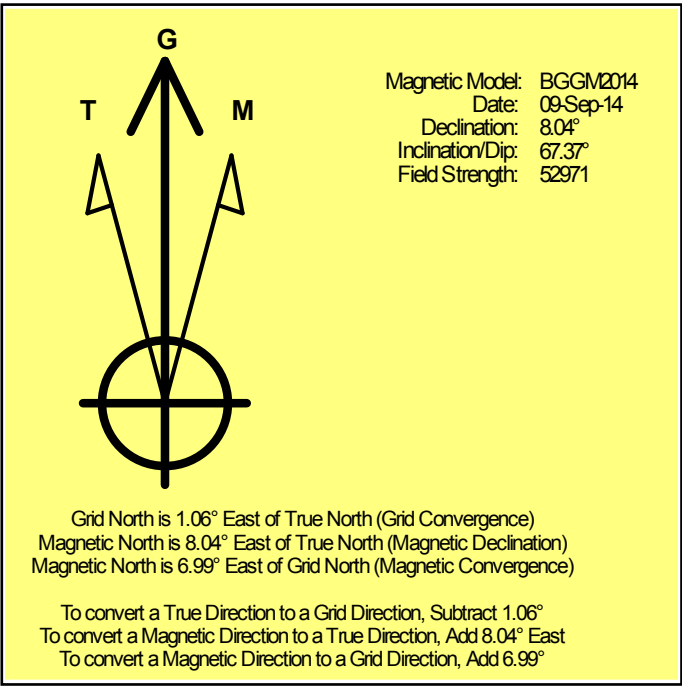 G
T M
Magnetic Model: BGGM2014
Date: 09-Sep-14
Declination: 8.04°
Inclination/Dip: 67.37°
Field Strength: 52971
Grid North is 1.06° East of True North (Grid Convergence)
Magnetic North is 8.04° East of True North (Magnetic Declination)
Magnetic North is 6.99° East of Grid North (Magnetic Convergence)
To convert a True Direction to a Grid Direction, Subtract 1.06°
To convert a Magnetic Direction to a True Direction, Add 8.04° East
To convert a Magnetic Direction to a Grid Direction, Add 6.99°